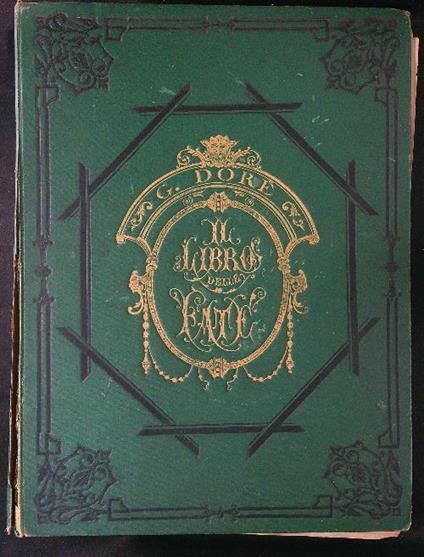 G. DORÉ
IL
LIBRO
DELLE
FATE